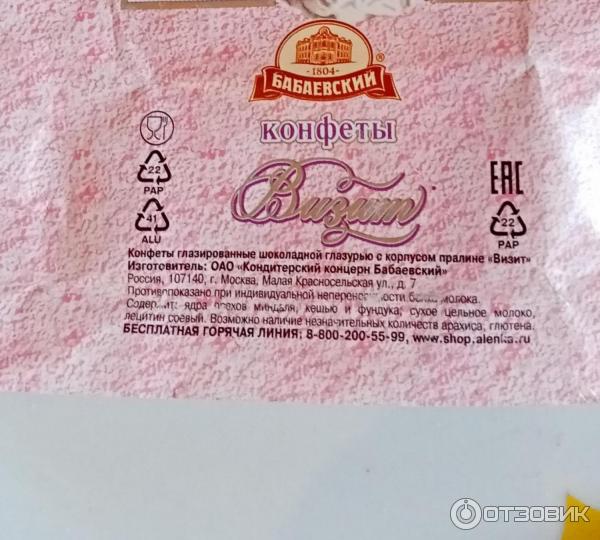 1804
БАБАЕВСКИЙ
КОНФЕТЫ
Визит
22
PAP
41
ALU
EAC
22
PAP
Конфеты глазированные шоколадной глазурью с корпусом пралине "Визит"
Изготовитель: ОАО «Кондитерский концерн Бабаевский»
Россия, 107140, г. Москва, Малая Красносельская ул., д. 7
Противопоказано при индивидуальной непереносимости белка молока.
Содержит: ядра орехов миндаля, кешью и фундука, сухое цельное молоко,
лецитин соевый. Возможно наличие незначительных количеств арахиса, глютена.
БЕСПЛАТНАЯ ГОРЯЧАЯ ЛИНИЯ: 8-800-200-55-99, www.shop.alenka.ru
ОТЗОВИК